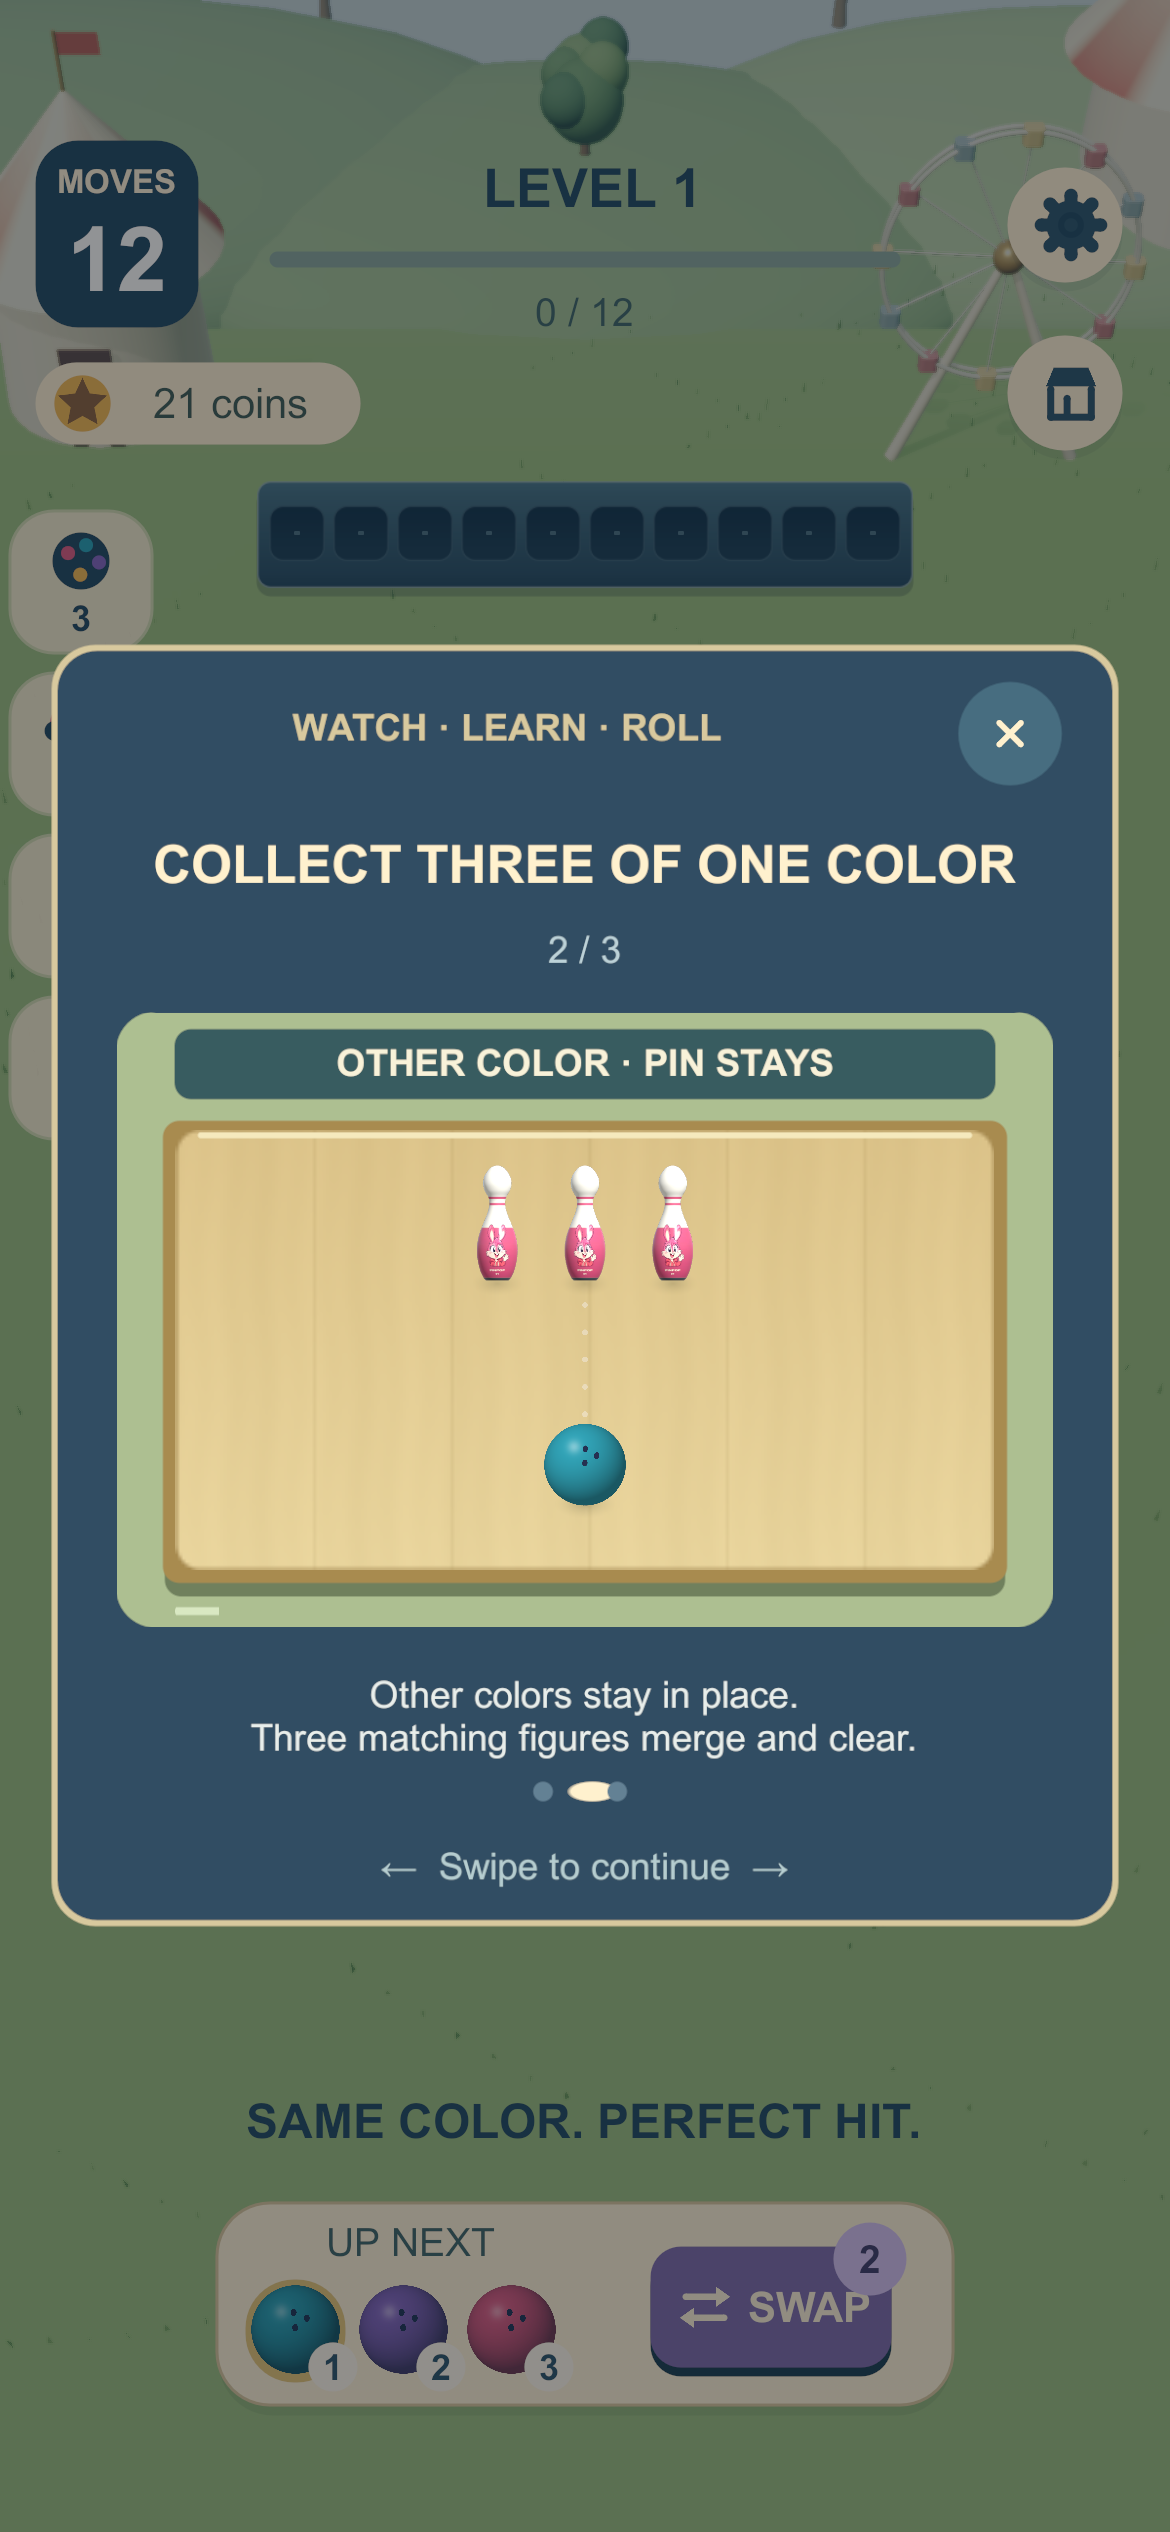 MOVES
12
LEVEL 1
0 / 12
21 coins
3
WATCH · LEARN · ROLL
COLLECT THREE OF ONE COLOR
2 / 3
OTHER COLOR · PIN STAYS
Other colors stay in place.
Three matching figures merge and clear.
← Swipe to continue →
SAME COLOR. PERFECT HIT.
UP NEXT
1
2
3
SWAP
2